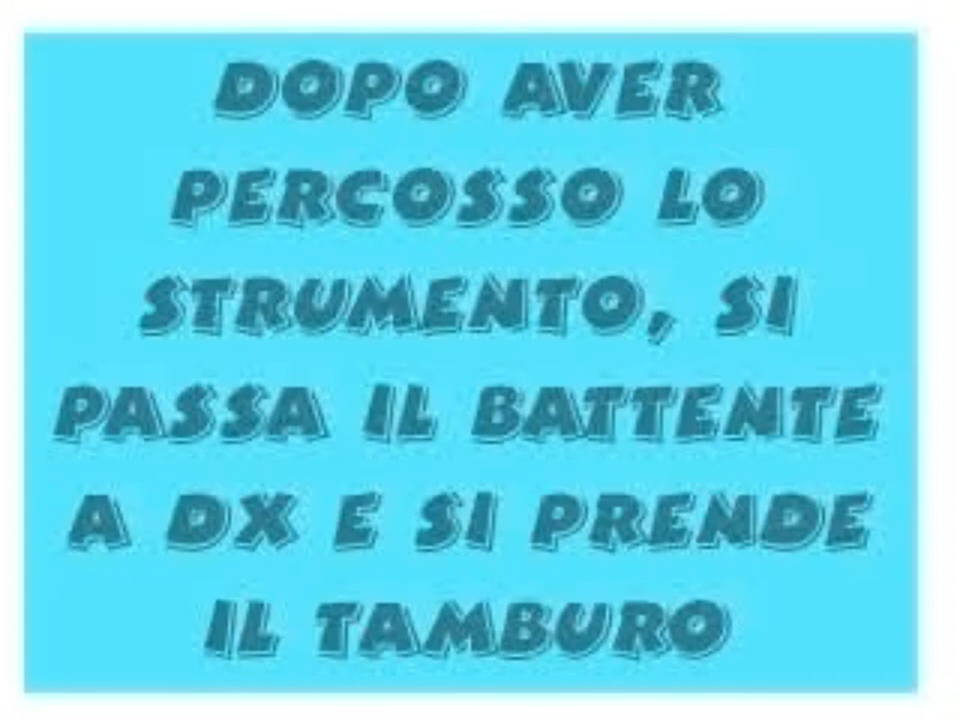 DOPO AVER
PERCOSSO LO
STRUMENTO, SI
PASSA IL BATTENTE
A DX E SI PRENDE
IL TAMBURO